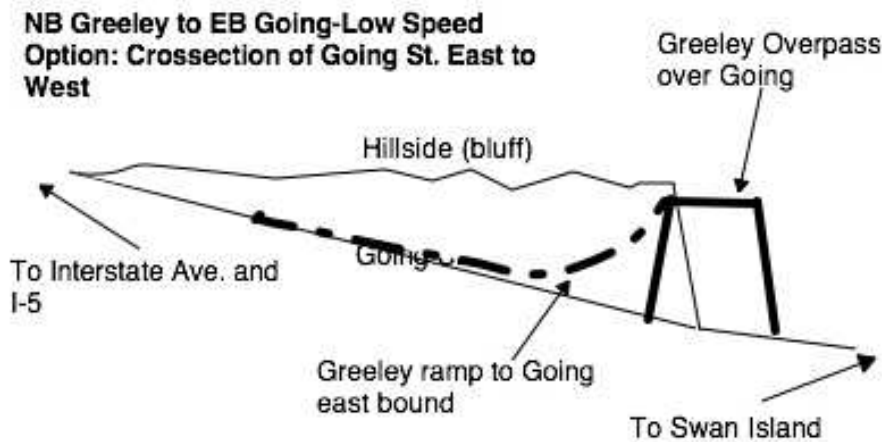 NB Greeley to EB Going-Low Speed
Option: Crossection of Going St. East to
West
Greeley Overpass
over Going
Hillside (bluff)
To Interstate Ave. and
I-5
Going
Greeley ramp to Going
east bound
To Swan Island